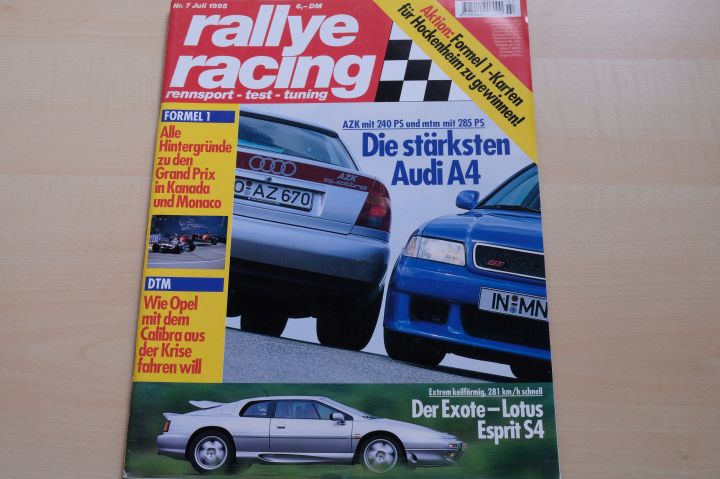 Nr. 7 Juli 1995
6,- DM
rallye
racing
rennsport - test - tuning
Aktion: Formel 1-Karten
für Hockenheim zu gewinnen!
FORMEL 1
Alle
Hintergründe
zu den
Grand Prix
in Kanada
und Monaco
DTM
Wie Opel
mit dem
Calibra aus
der Krise
fahren will
AZK mit 240 PS und mtm mit 285 PS
Die stärksten
Audi A4
AZK
quattro
AZ 670
IN MN
Extrem keilförmig, 281 km/h schnell
Der Exote – Lotus
Esprit S4